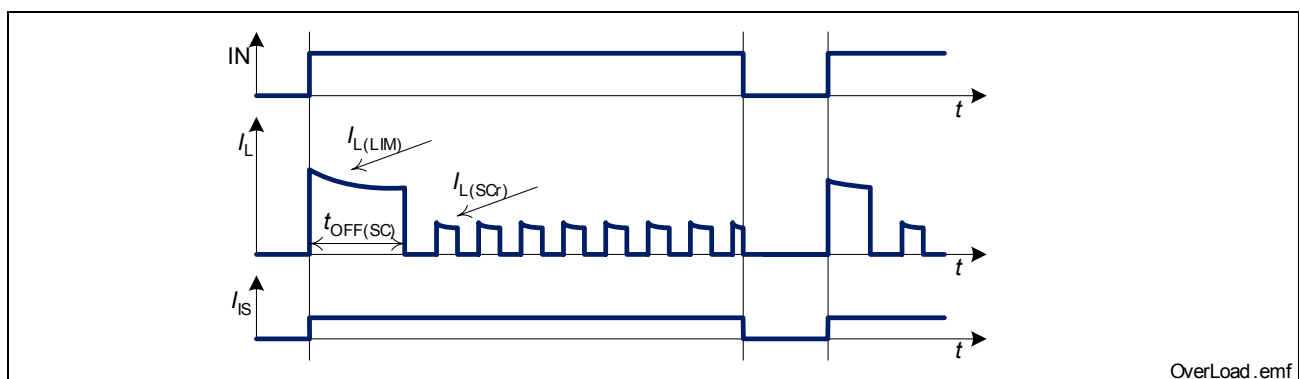 IN
t
I_L
I_L(LIM)
I_L(SCr)
t_OFF(SC)
t
I_IS
t
OverLoad.emf